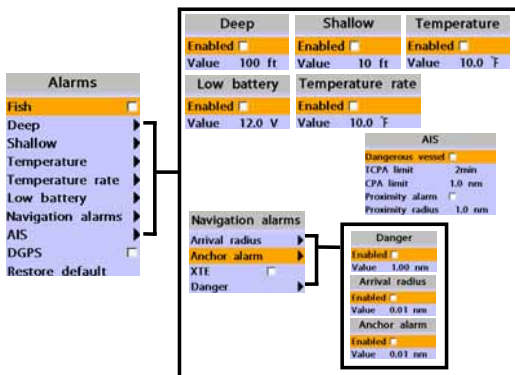 Alarms
Fish
Deep
Shallow
Temperature
Temperature rate
Low battery
Navigation alarms
AIS
DGPS
Restore default
Deep
Enabled
Value 100 ft
Shallow
Enabled
Value 10 ft
Temperature
Enabled
Value 10.0 °F
Low battery
Enabled
Value 12.0 V
Temperature rate
Enabled
Value 10.0 °F
AIS
Dangerous vessel
TCPA limit 2min
CPA limit 1.0 nm
Proximity alarm
Proximity radius 1.0 nm
Navigation alarms
Arrival radius
Anchor alarm
XTE
Danger
Danger
Enabled
Value 1.00 nm
Arrival radius
Enabled
Value 0.01 nm
Anchor alarm
Enabled
Value 0.01 nm